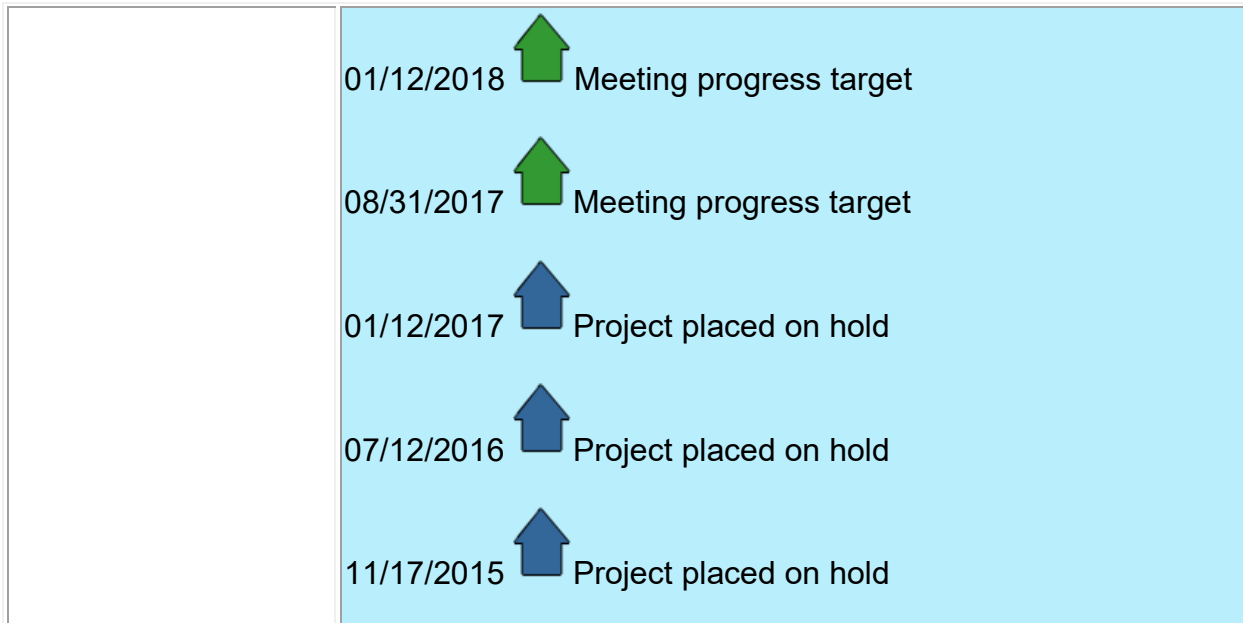 01/12/2018 Meeting progress target
08/31/2017 Meeting progress target
01/12/2017 Project placed on hold
07/12/2016 Project placed on hold
11/17/2015 Project placed on hold